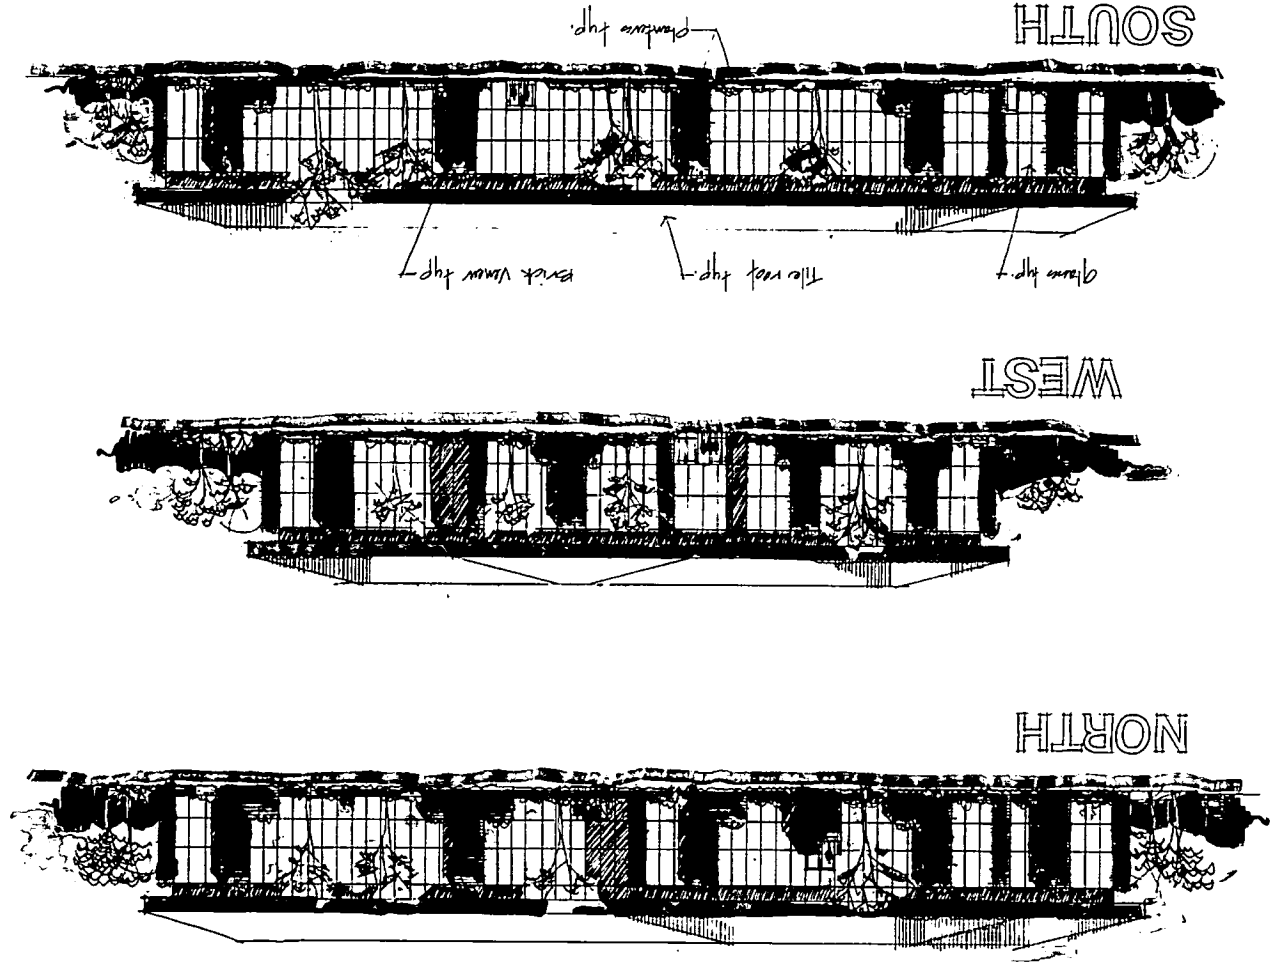 NORTH
WEST
glass typ.
Tile roof typ.
Brick Veneer typ.
SOUTH
planters typ.